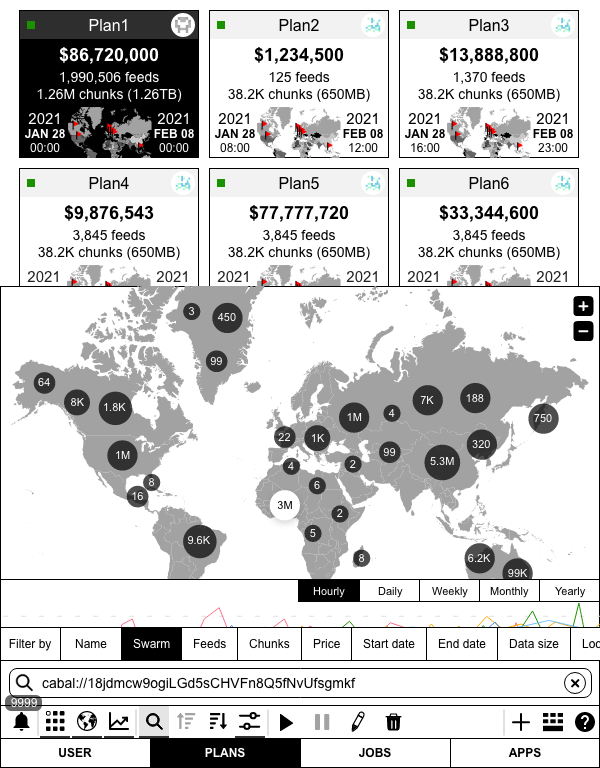 Plan1
$86,720,000
1,990,506 feeds
1.26M chunks (1.26TB)
2021 2021
JAN 28 FEB 08
00:00 00:00
Plan2
$1,234,500
125 feeds
38.2K chunks (650MB)
2021 2021
JAN 28 FEB 08
08:00 12:00
Plan3
$13,888,800
1,370 feeds
38.2K chunks (650MB)
2021 2021
JAN 28 FEB 08
16:00 23:00
Plan4
$9,876,543
3,845 feeds
38.2K chunks (650MB)
2021 2021
Plan5
$77,777,720
3,845 feeds
38.2K chunks (650MB)
2021 2021
Plan6
$33,344,600
3,845 feeds
38.2K chunks (650MB)
2021 2021
3
450
99
64
8K
1.8K
7K
188
1M
4
750
22
1K
320
1M
99
5.3M
4
2
8
6
16
3M
2
5
9.6K
8
6.2K
99K
Hourly Daily Weekly Monthly Yearly
Filter by Name Swarm Feeds Chunks Price Start date End date Data size Loc
cabal://18jdmcw9ogiLGd5sCHVFn8Q5fNvUfsgmkf
9999
USER PLANS JOBS APPS